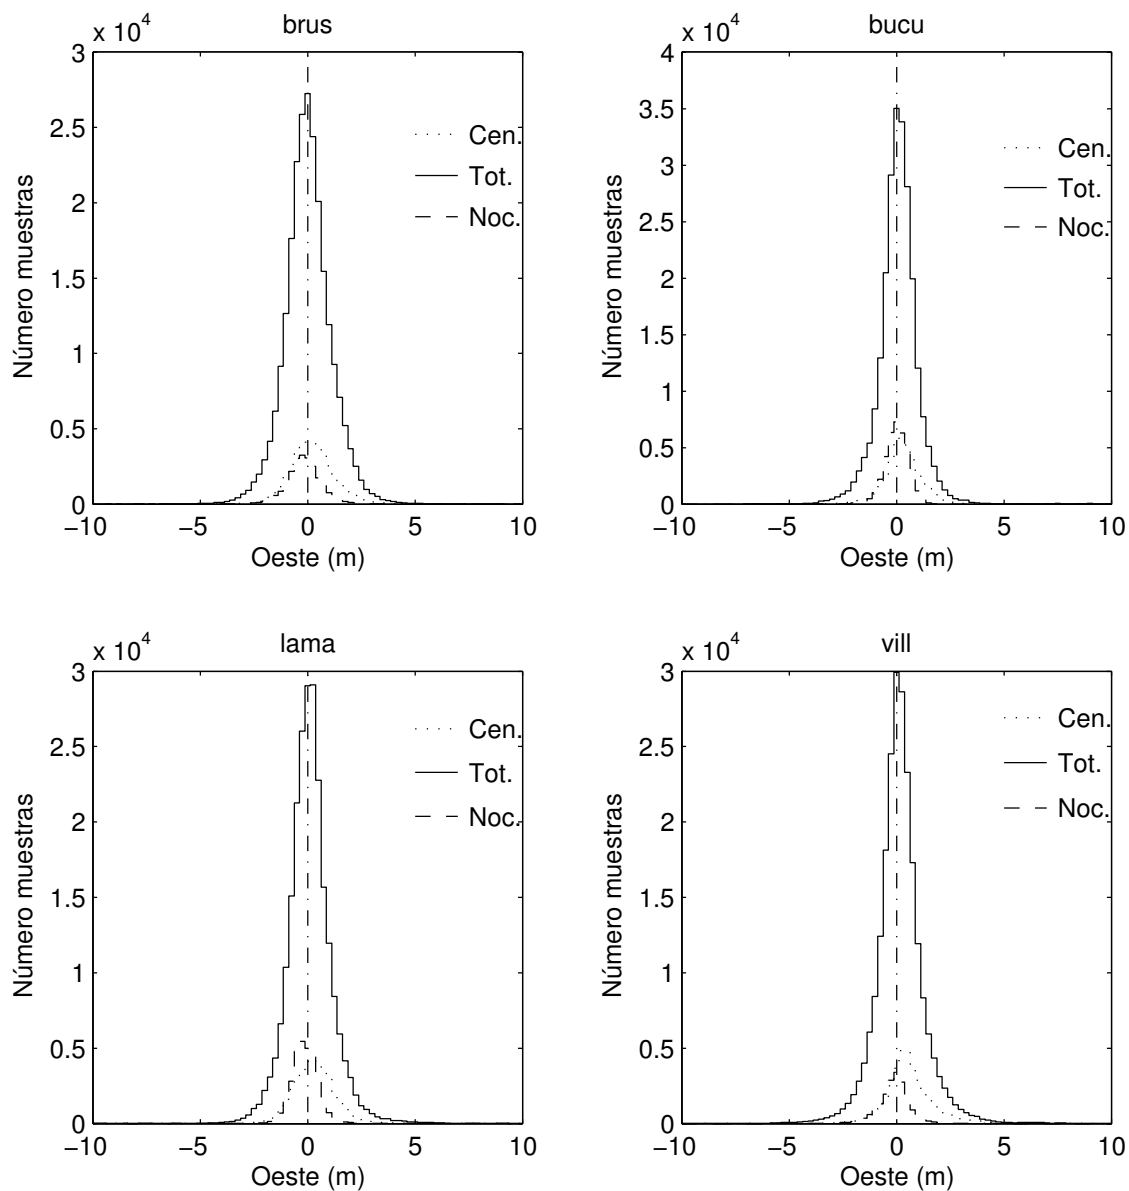 brus
x 10^4
3
2.5
2
1.5
1
0.5
0
Número muestras
−10 −5 0 5 10
Oeste (m)
Cen.
Tot.
Noc.
bucu
x 10^4
4
3.5
3
2.5
2
1.5
1
0.5
0
Número muestras
−10 −5 0 5 10
Oeste (m)
Cen.
Tot.
Noc.
lama
x 10^4
3
2.5
2
1.5
1
0.5
0
Número muestras
−10 −5 0 5 10
Oeste (m)
Cen.
Tot.
Noc.
vill
x 10^4
3
2.5
2
1.5
1
0.5
0
Número muestras
−10 −5 0 5 10
Oeste (m)
Cen.
Tot.
Noc.